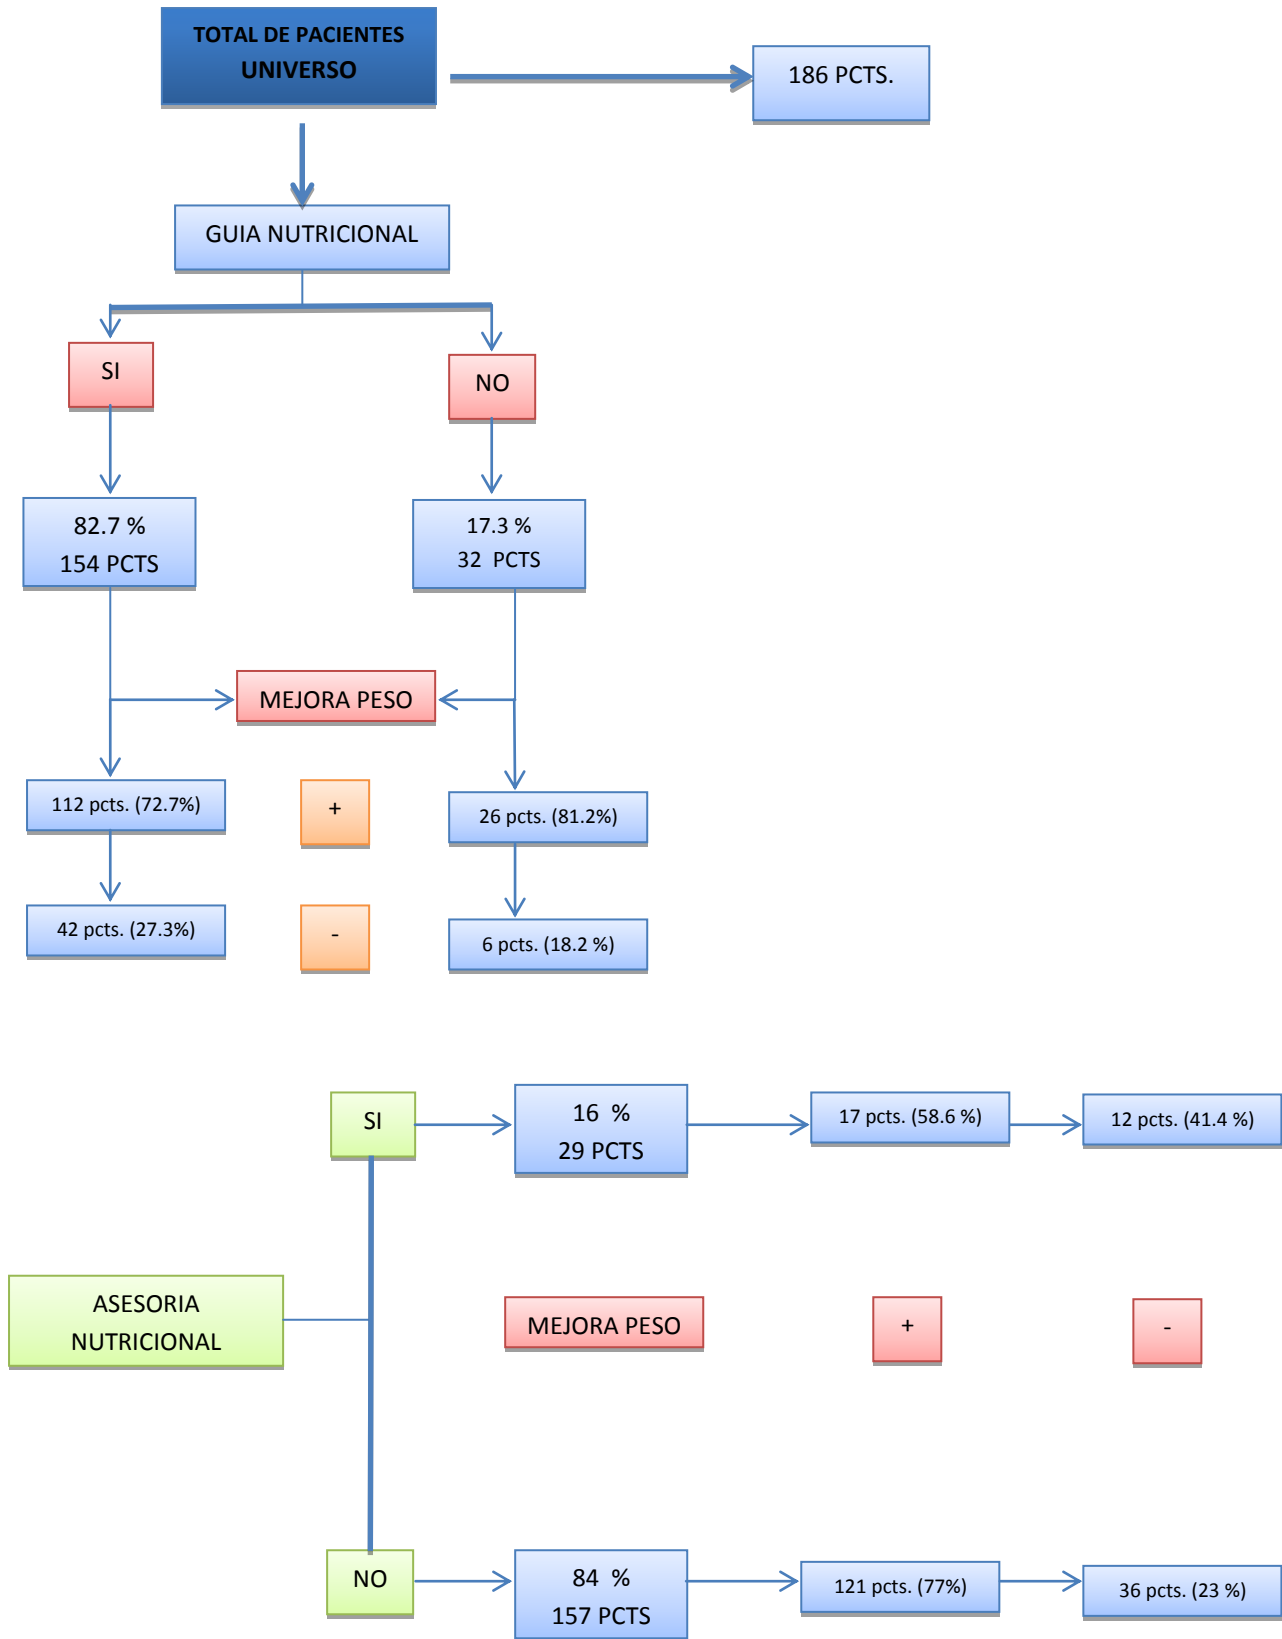 TOTAL DE PACIENTES
UNIVERSO
186 PCTS.
GUIA NUTRICIONAL
SI
NO
82.7 %
154 PCTS
17.3 %
32 PCTS
MEJORA PESO
112 pcts. (72.7%)
+
26 pcts. (81.2%)
42 pcts. (27.3%)
-
6 pcts. (18.2 %)
SI
16 %
29 PCTS
17 pcts. (58.6 %)
12 pcts. (41.4 %)
ASESORIA
NUTRICIONAL
MEJORA PESO
+
-
NO
84 %
157 PCTS
121 pcts. (77%)
36 pcts. (23 %)